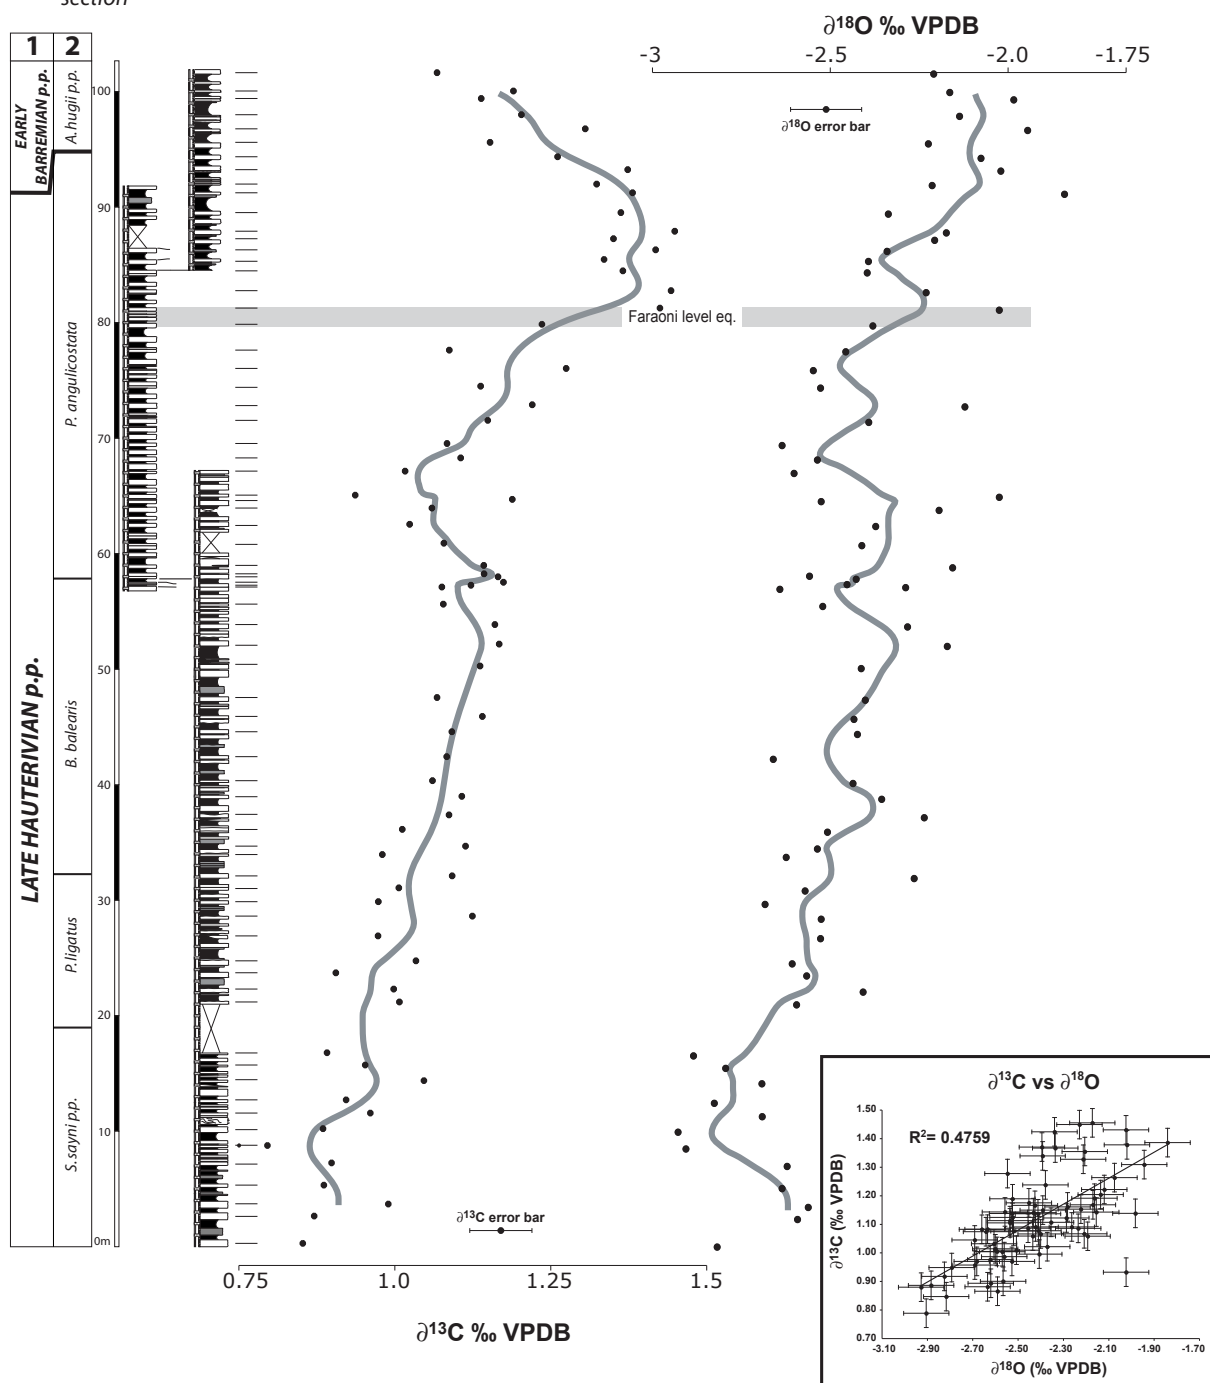 section
1 2
∂18O ‰ VPDB
-3 -2.5 -2.0 -1.75
∂18O error bar
EARLY
BARREMIAN p.p.
A.hugii p.p.
LATE HAUTERIVIAN p.p.
P. angulicostata
B. balearis
P.ligatus
S.sayni p.p.
100
90
80
70
60
50
40
30
20
10
0m
Faraoni level eq.
∂13C error bar
0.75 1.0 1.25 1.5
∂13C ‰ VPDB
∂13C vs ∂18O
R2= 0.4759
∂13C (‰ VPDB)
1.50
1.40
1.30
1.20
1.10
1.00
0.90
0.80
0.70
-3.10 -2.90 -2.70 -2.50 -2.30 -2.10 -1.90 -1.70
∂18O (‰ VPDB)